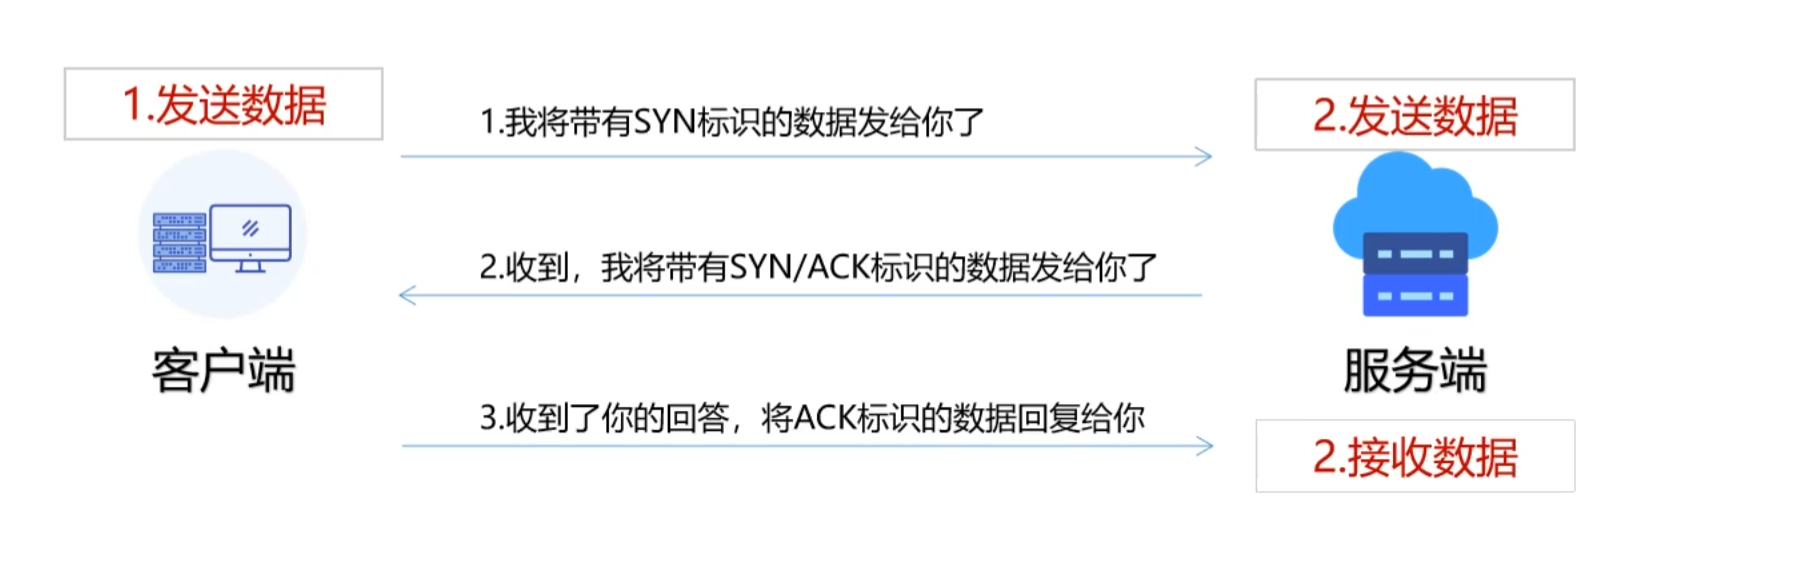 1.发送数据
1.我将带有SYN标识的数据发给你了
2.发送数据
2.收到，我将带有SYN/ACK标识的数据发给你了
客户端
服务端
3.收到了你的回答，将ACK标识的数据回复给你
2.接收数据